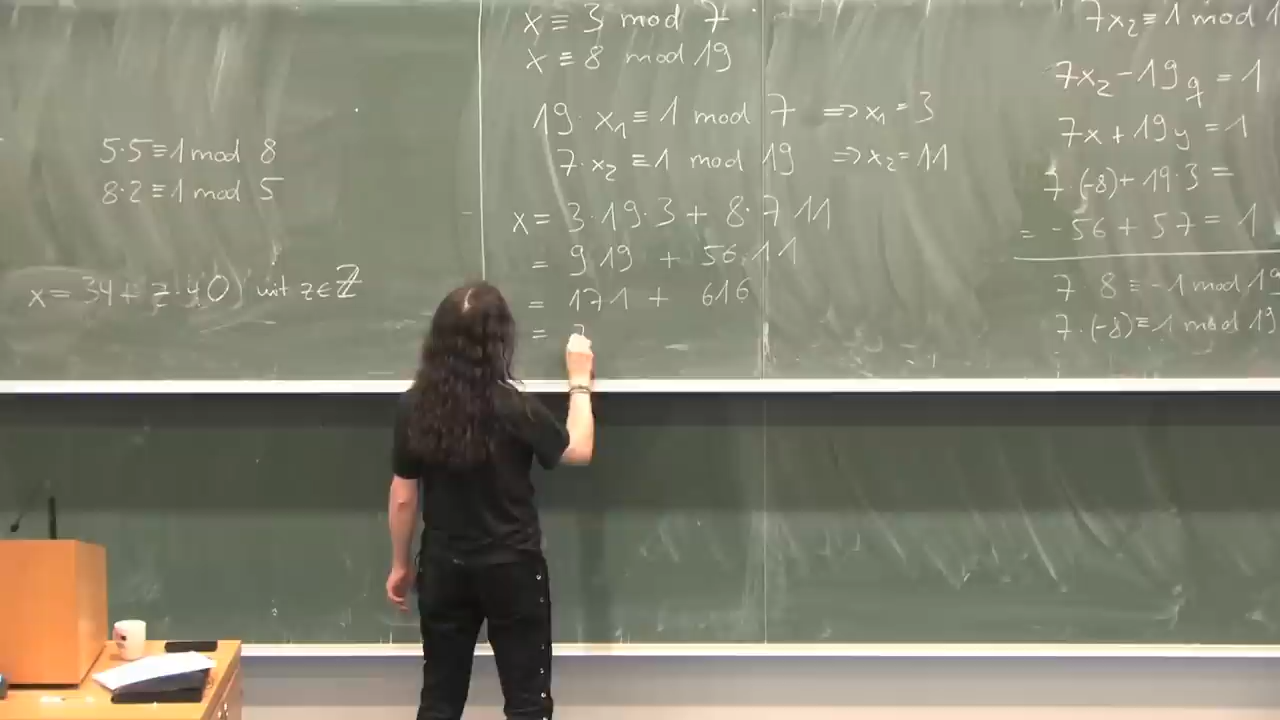 5·5≡1 mod 8
8·2≡1 mod 5
x = 34 + z·40 mit z∈ℤ
x ≡ 3 mod 7
x ≡ 8 mod 19
19·x₁ ≡ 1 mod 7 ⇒ x₁ = 3
7·x₂ ≡ 1 mod 19 ⇒ x₂ = 11
x = 3·19·3 + 8·7 11
= 9 19 + 56·11
= 171 + 616
= 7
7x₂ ≡ 1 mod 1
7x₂ - 19q = 1
7x + 19y = 1
7·(-8) + 19·3 =
= -56 + 57 = 1
7·8 ≡ -1 mod 19
7·(-8) ≡ 1 mod 19